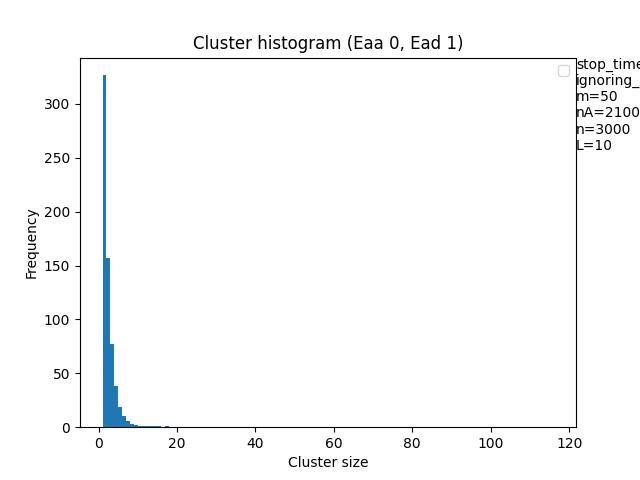 Cluster histogram (Eaa 0, Ead 1)
stop_time
ignoring_
m=50
nA=2100
n=3000
L=10
300
250
200
150
100
50
0
Frequency
0 20 40 60 80 100 120
Cluster size